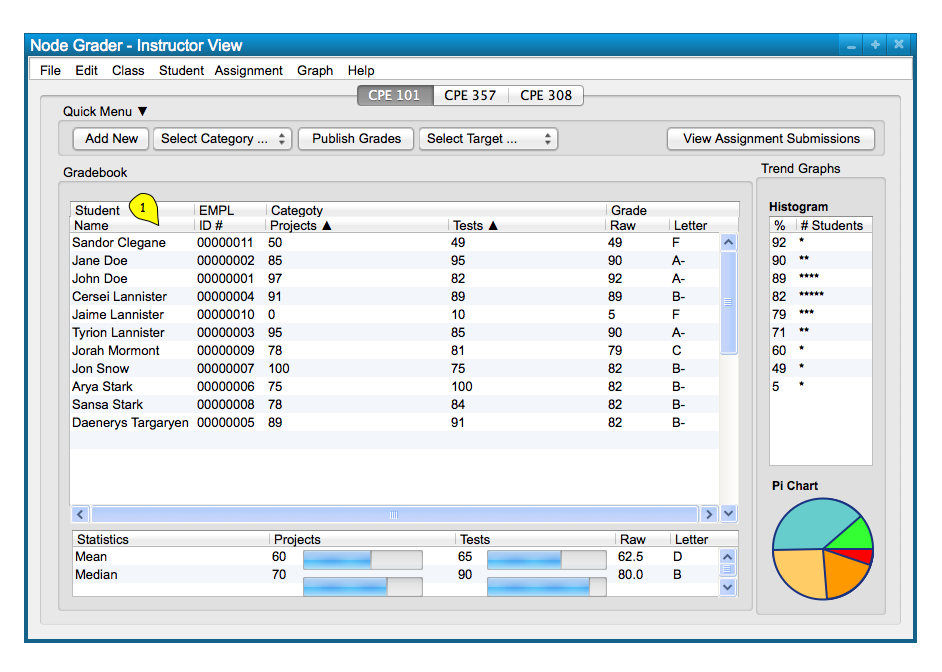 Node Grader - Instructor View
File Edit Class Student Assignment Graph Help
CPE 101 CPE 357 CPE 308
Quick Menu ▼
Add New Select Category ... Publish Grades Select Target ... View Assignment Submissions
Gradebook
1
Student EMPL Categoty Grade
Name ID # Projects ▲ Tests ▲ Raw Letter
Sandor Clegane 00000011 50 49 49 F
Jane Doe 00000002 85 95 90 A-
John Doe 00000001 97 82 92 A-
Cersei Lannister 00000004 91 89 89 B-
Jaime Lannister 00000010 0 10 5 F
Tyrion Lannister 00000003 95 85 90 A-
Jorah Mormont 00000009 78 81 79 C
Jon Snow 00000007 100 75 82 B-
Arya Stark 00000006 75 100 82 B-
Sansa Stark 00000008 78 84 82 B-
Daenerys Targaryen 00000005 89 91 82 B-
Statistics Projects Tests Raw Letter
Mean 60 65 62.5 D
Median 70 90 80.0 B
Trend Graphs
Histogram
% # Students
92 *
90 **
89 ****
82 *****
79 ***
71 **
60 *
49 *
5 *
Pi Chart